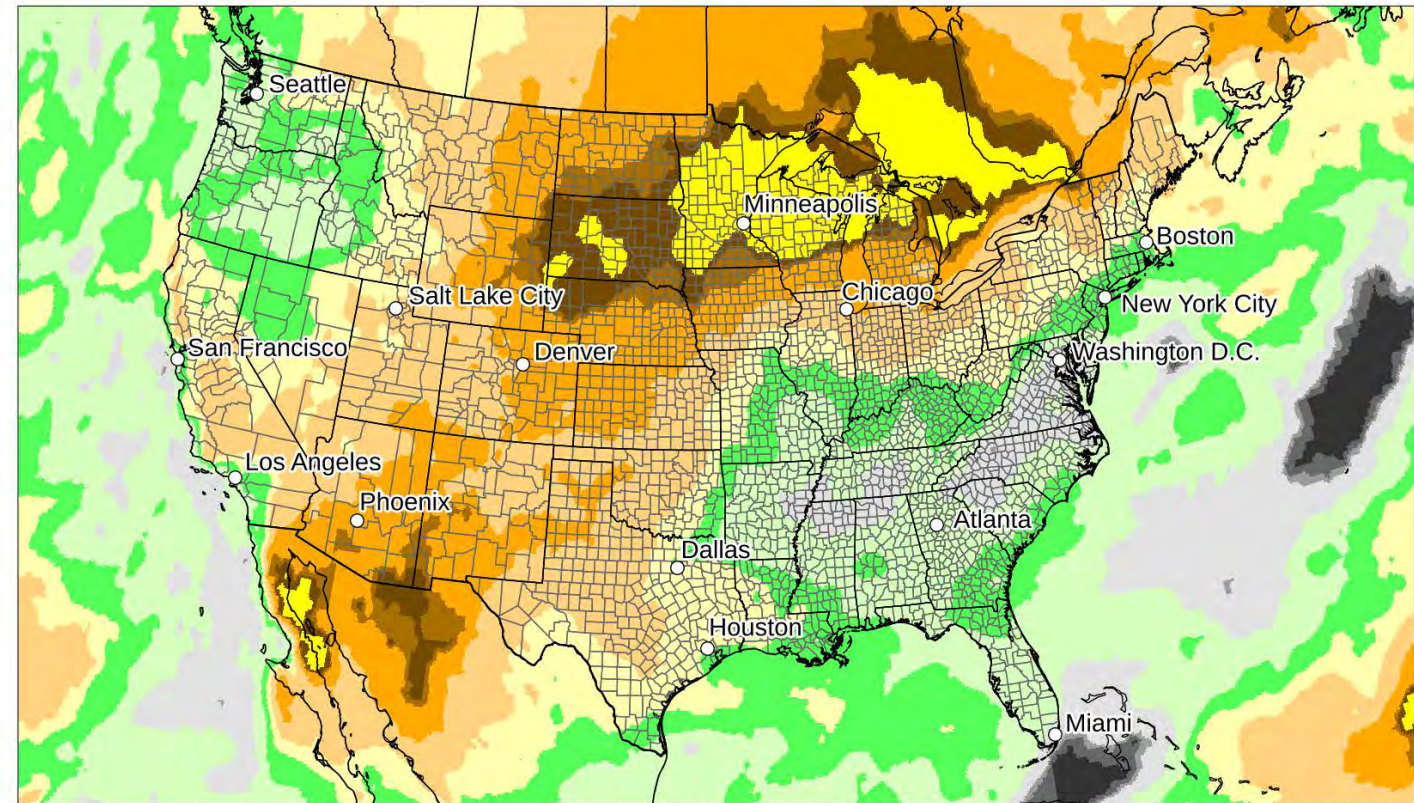 Seattle
Minneapolis
Boston
Salt Lake City
Chicago
New York City
San Francisco
Denver
Washington D.C.
Los Angeles
Phoenix
Atlanta
Dallas
Houston
Miami